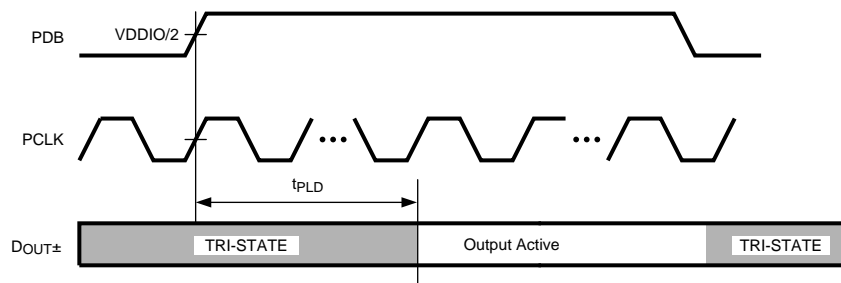 PDB
VDDIO/2
PCLK
•••
•••
tPLD
DOUT±
TRI-STATE
Output Active
TRI-STATE